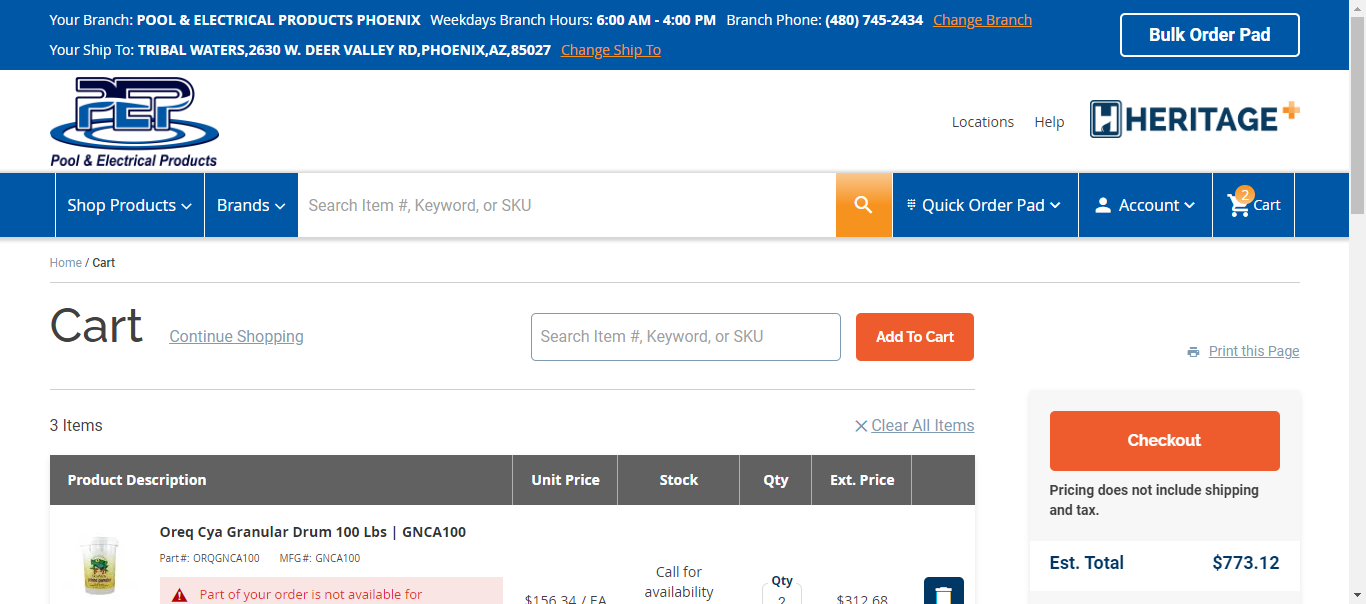 Your Branch: POOL & ELECTRICAL PRODUCTS PHOENIX Weekdays Branch Hours: 6:00 AM - 4:00 PM Branch Phone: (480) 745-2434 Change Branch
Your Ship To: TRIBAL WATERS,2630 W. DEER VALLEY RD,PHOENIX,AZ,85027 Change Ship To
Bulk Order Pad
PEP
Pool & Electrical Products
Locations Help HERITAGE+
Shop Products Brands Search Item #, Keyword, or SKU Quick Order Pad Account 2 Cart
Home / Cart
Cart Continue Shopping Search Item #, Keyword, or SKU Add To Cart
Print this Page
3 Items Clear All Items
Checkout
Pricing does not include shipping
and tax.
Est. Total $773.12
Product Description Unit Price Stock Qty Ext. Price
Oreq Cya Granular Drum 100 Lbs | GNCA100
Part#: ORQGNCA100 MFG#: GNCA100
Part of your order is not available for
$156.34 / EA
Call for
availability
Qty
2
$312.68